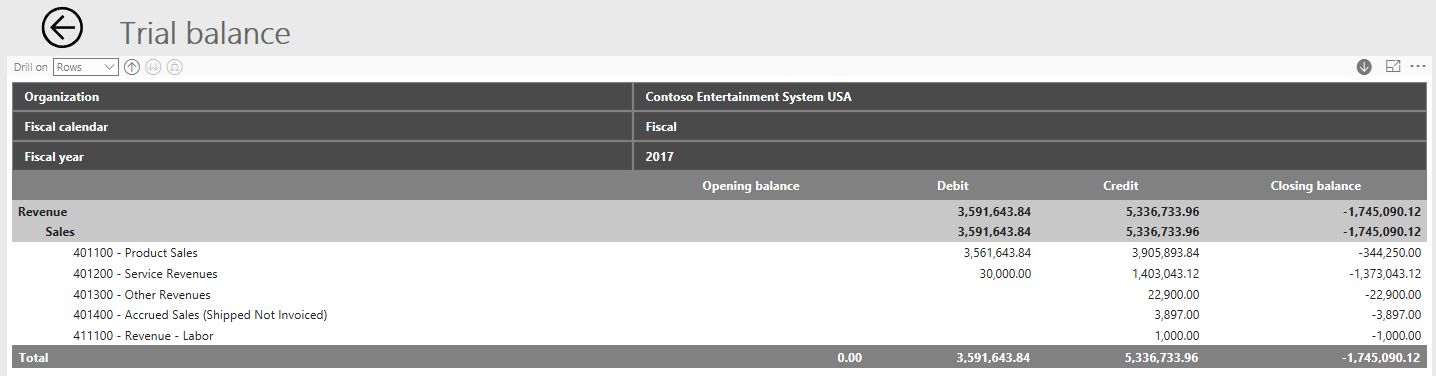 Trial balance
Drill on Rows
Organization Contoso Entertainment System USA
Fiscal calendar Fiscal
Fiscal year 2017
Opening balance Debit Credit Closing balance
Revenue 3,591,643.84 5,336,733.96 -1,745,090.12
Sales 3,591,643.84 5,336,733.96 -1,745,090.12
401100 - Product Sales 3,561,643.84 3,905,893.84 -344,250.00
401200 - Service Revenues 30,000.00 1,403,043.12 -1,373,043.12
401300 - Other Revenues 22,900.00 -22,900.00
401400 - Accrued Sales (Shipped Not Invoiced) 3,897.00 -3,897.00
411100 - Revenue - Labor 1,000.00 -1,000.00
Total 0.00 3,591,643.84 5,336,733.96 -1,745,090.12